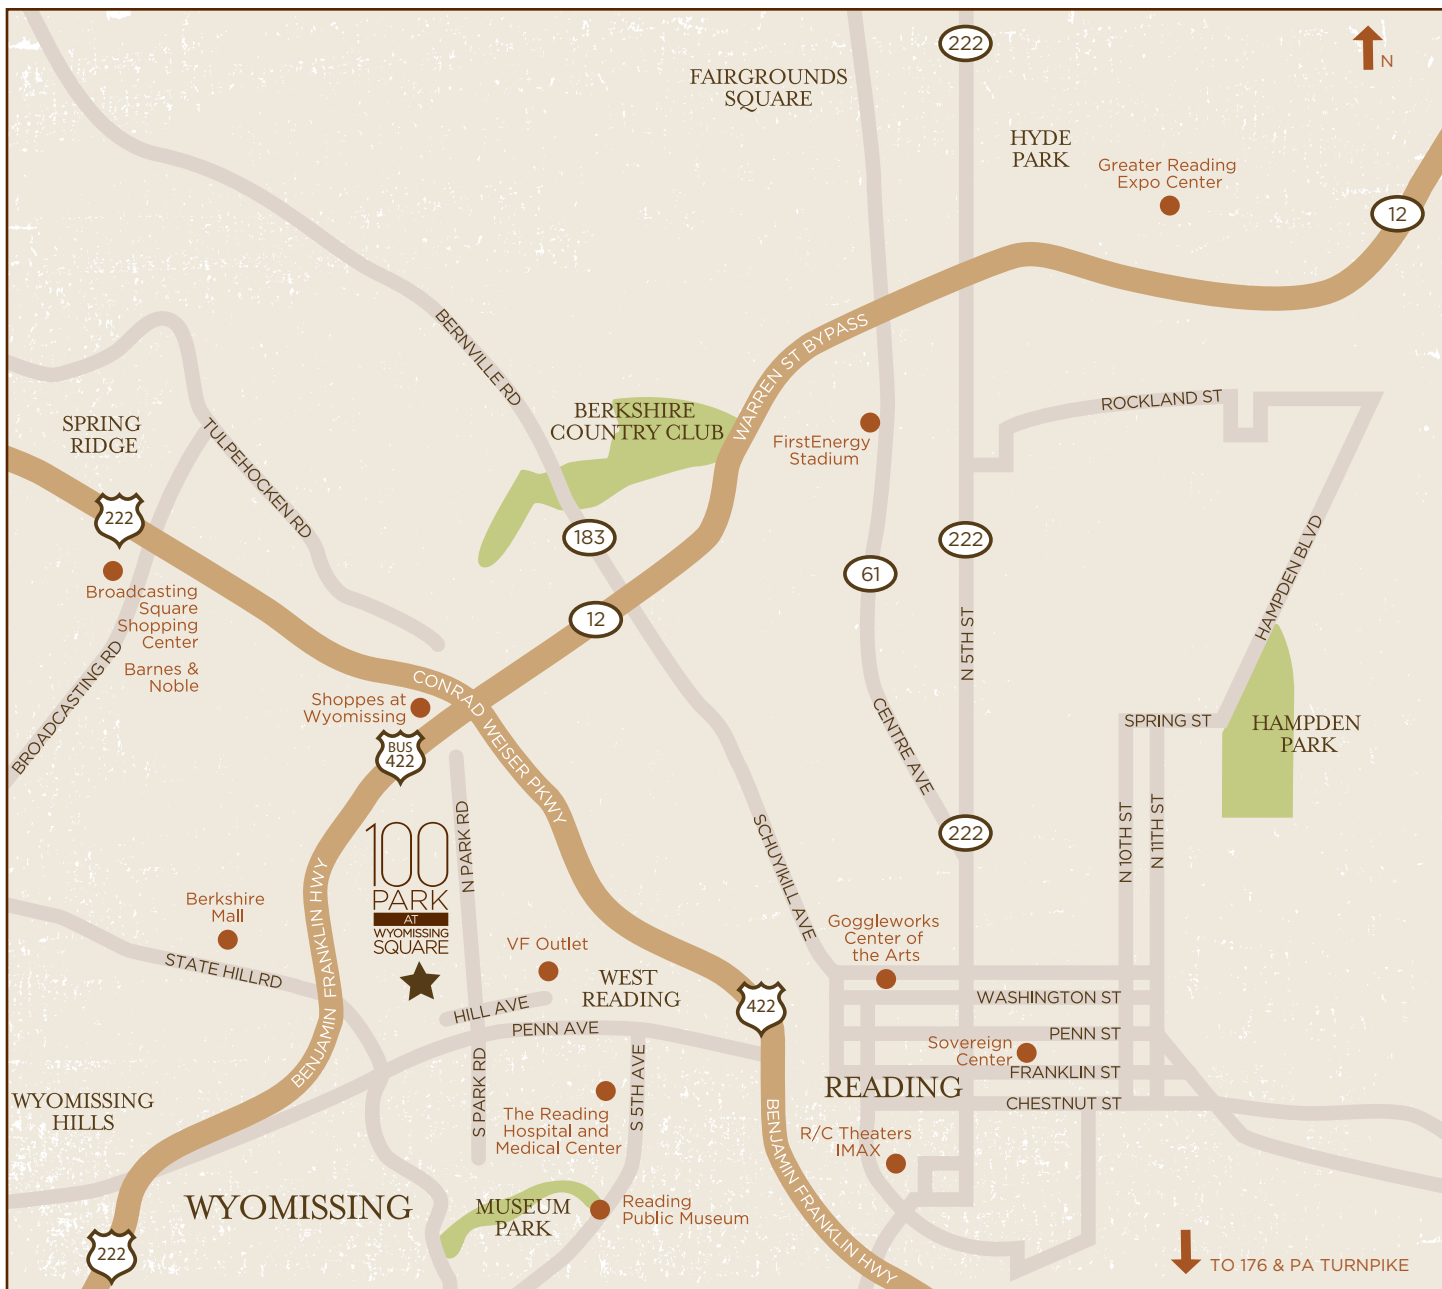 222
N
FAIRGROUNDS
SQUARE
HYDE
PARK
Greater Reading
Expo Center
12
BERNVILLE RD
WARREN ST BYPASS
ROCKLAND ST
SPRING
RIDGE
TULPEHOCKEN RD
BERKSHIRE
COUNTRY CLUB
FirstEnergy
Stadium
222
183
222
61
HAMPDEN BLVD
Broadcasting
Square
Shopping
Center
Barnes &
Noble
BROADCASTING RD
12
N 5TH ST
CONRAD WEISER PKWY
Shoppes at
Wyomissing
BUS
422
CENTRE AVE
SPRING ST
HAMPDEN
PARK
N PARK RD
SCHUYlKILL AVE
222
N 10TH ST
N 11TH ST
100
PARK
AT
WYOMISSING
SQUARE
BENJAMIN FRANKLIN HWY
Berkshire
Mall
STATE HILLRD
VF Outlet
WEST
READING
Goggleworks
Center of
the Arts
HILL AVE
PENN AVE
422
WASHINGTON ST
PENN ST
Sovereign
Center
FRANKLIN ST
CHESTNUT ST
READING
WYOMISSING
HILLS
S PARK RD
S 5TH AVE
The Reading
Hospital and
Medical Center
R/C Theaters
IMAX
BENJAMIN FRANKLIN HWY
WYOMISSING
MUSEUM
PARK
Reading
Public Museum
222
TO 176 & PA TURNPIKE